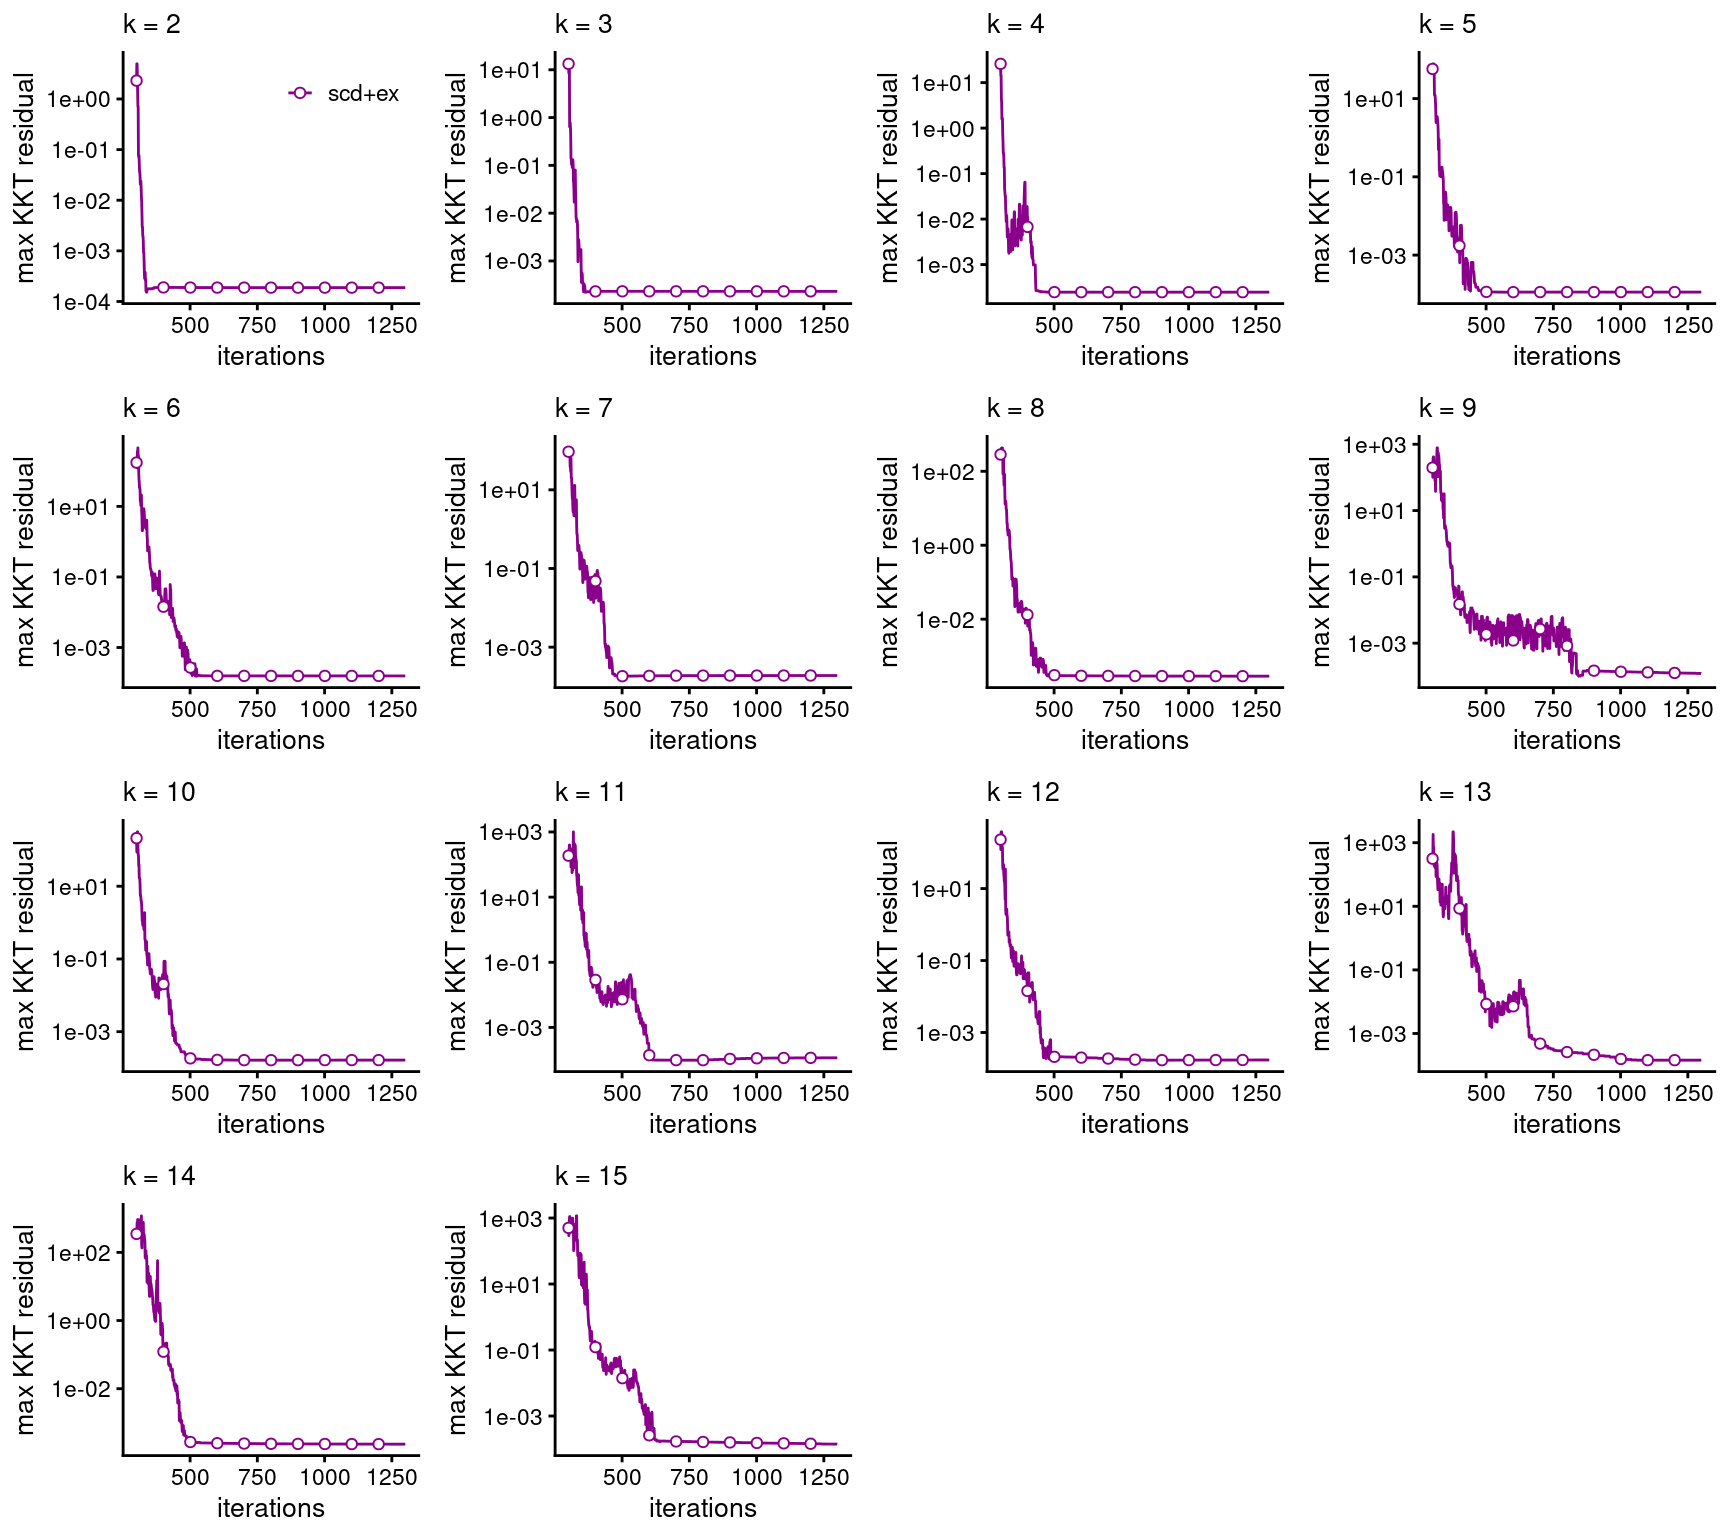 k = 2
max KKT residual
1e+00
1e-01
1e-02
1e-03
1e-04
scd+ex
500 750 1000 1250
iterations
k = 3
max KKT residual
1e+01
1e+00
1e-01
1e-02
1e-03
500 750 1000 1250
iterations
k = 4
max KKT residual
1e+01
1e+00
1e-01
1e-02
1e-03
500 750 1000 1250
iterations
k = 5
max KKT residual
1e+01
1e-01
1e-03
500 750 1000 1250
iterations
k = 6
max KKT residual
1e+01
1e-01
1e-03
500 750 1000 1250
iterations
k = 7
max KKT residual
1e+01
1e-01
1e-03
500 750 1000 1250
iterations
k = 8
max KKT residual
1e+02
1e+00
1e-02
500 750 1000 1250
iterations
k = 9
max KKT residual
1e+03
1e+01
1e-01
1e-03
500 750 1000 1250
iterations
k = 10
max KKT residual
1e+01
1e-01
1e-03
500 750 1000 1250
iterations
k = 11
max KKT residual
1e+03
1e+01
1e-01
1e-03
500 750 1000 1250
iterations
k = 12
max KKT residual
1e+01
1e-01
1e-03
500 750 1000 1250
iterations
k = 13
max KKT residual
1e+03
1e+01
1e-01
1e-03
500 750 1000 1250
iterations
k = 14
max KKT residual
1e+02
1e+00
1e-02
500 750 1000 1250
iterations
k = 15
max KKT residual
1e+03
1e+01
1e-01
1e-03
500 750 1000 1250
iterations